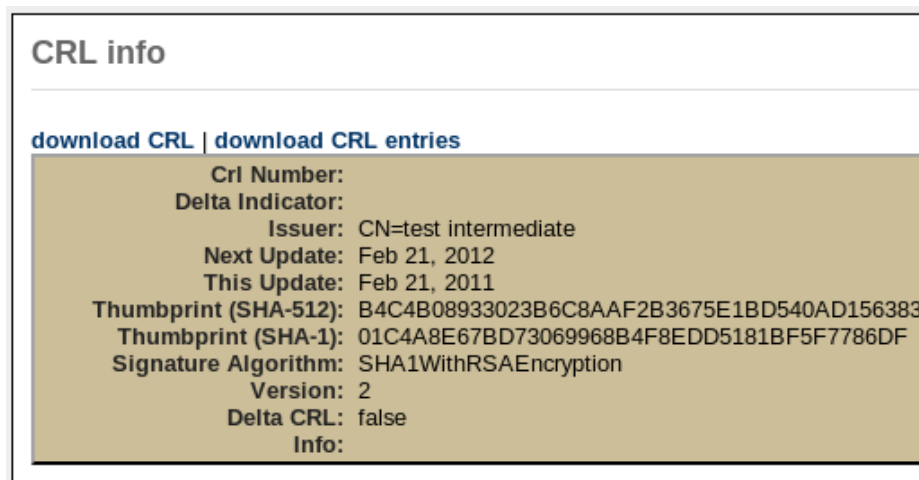 CRL info
download CRL | download CRL entries
Crl Number:
Delta Indicator:
Issuer: CN=test intermediate
Next Update: Feb 21, 2012
This Update: Feb 21, 2011
Thumbprint (SHA-512): B4C4B08933023B6C8AAF2B3675E1BD540AD156383
Thumbprint (SHA-1): 01C4A8E67BD73069968B4F8EDD5181BF5F7786DF
Signature Algorithm: SHA1WithRSAEncryption
Version: 2
Delta CRL: false
Info: